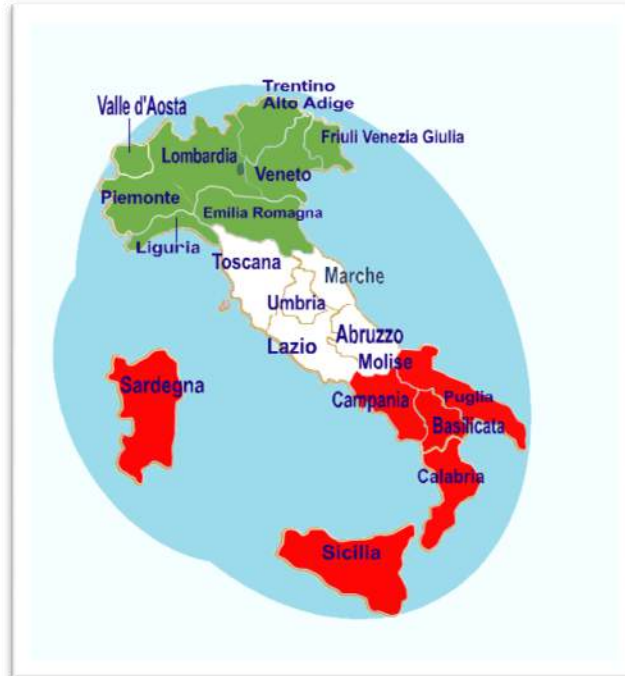 Trentino
Alto Adige
Valle d'Aosta
Friuli Venezia Giulia
Lombardia
Veneto
Piemonte
Emilia Romagna
Liguria
Toscana
Marche
Umbria
Abruzzo
Lazio
Molise
Sardegna
Campania
Puglia
Basilicata
Calabria
Sicilia